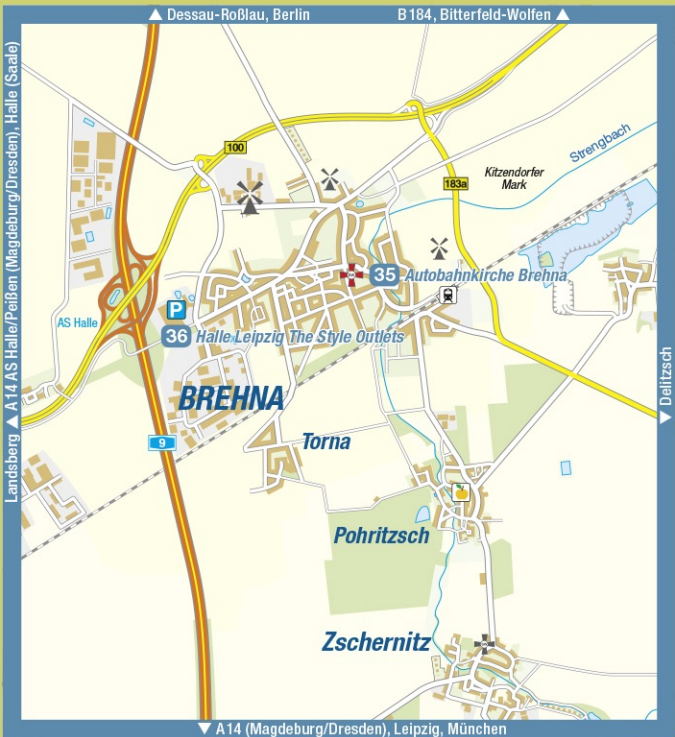 ▲ Dessau-Roßlau, Berlin
B 184, Bitterfeld-Wolfen ▲
Landsberg ◀ A 14 AS Halle/Peißen (Magdeburg/Dresden), Halle (Saale)
100
183a
Kitzendorfer
Mark
Strengbach
35 Autobahnkirche Brehna
P
AS Halle
36 Halle Leipzig The Style Outlets
BREHNA
9
Torna
Pohritzsch
Zschernitz
▼ Delitzsch
▼ A 14 (Magdeburg/Dresden), Leipzig, München